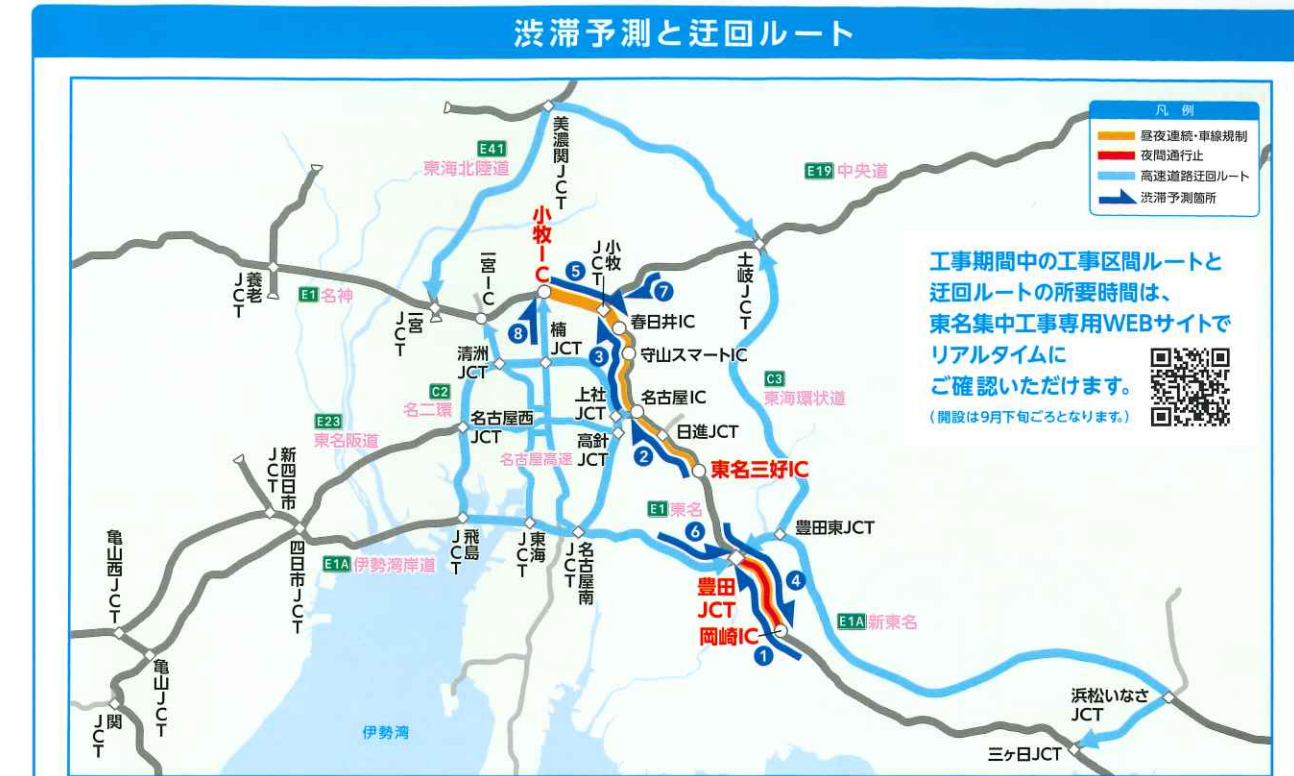 渋滞予測と迂回ルート
凡例
昼夜連続・車線規制
夜間通行止
高速道路迂回ルート
渋滞予測箇所
工事期間中の工事区間ルートと
迂回ルートの所要時間は、
東名集中工事専用WEBサイトで
リアルタイムに
ご確認いただけます。
(開設は9月下旬ごろとなります。)
美濃関JCT
E41
東海北陸道
E19 中央道
小牧IC
小牧JCT
5
7
土岐JCT
養老JCT
E1 名神
一宮JCT
一宮IC
8
楠JCT
3
春日井IC
守山スマートIC
清洲JCT
C2
名二環
C3
東海環状道
上社JCT
名古屋IC
E23
東名阪道
名古屋西JCT
高針JCT
日進JCT
名古屋高速
2
東名三好IC
新四日市JCT
E1 東名
亀山西JCT
四日市JCT
飛島JCT
東海JCT
名古屋南JCT
6
豊田東JCT
E1A 伊勢湾岸道
豊田JCT
4
岡崎IC
1
E1A 新東名
亀山JCT
関JCT
伊勢湾
浜松いなさJCT
三ヶ日JCT